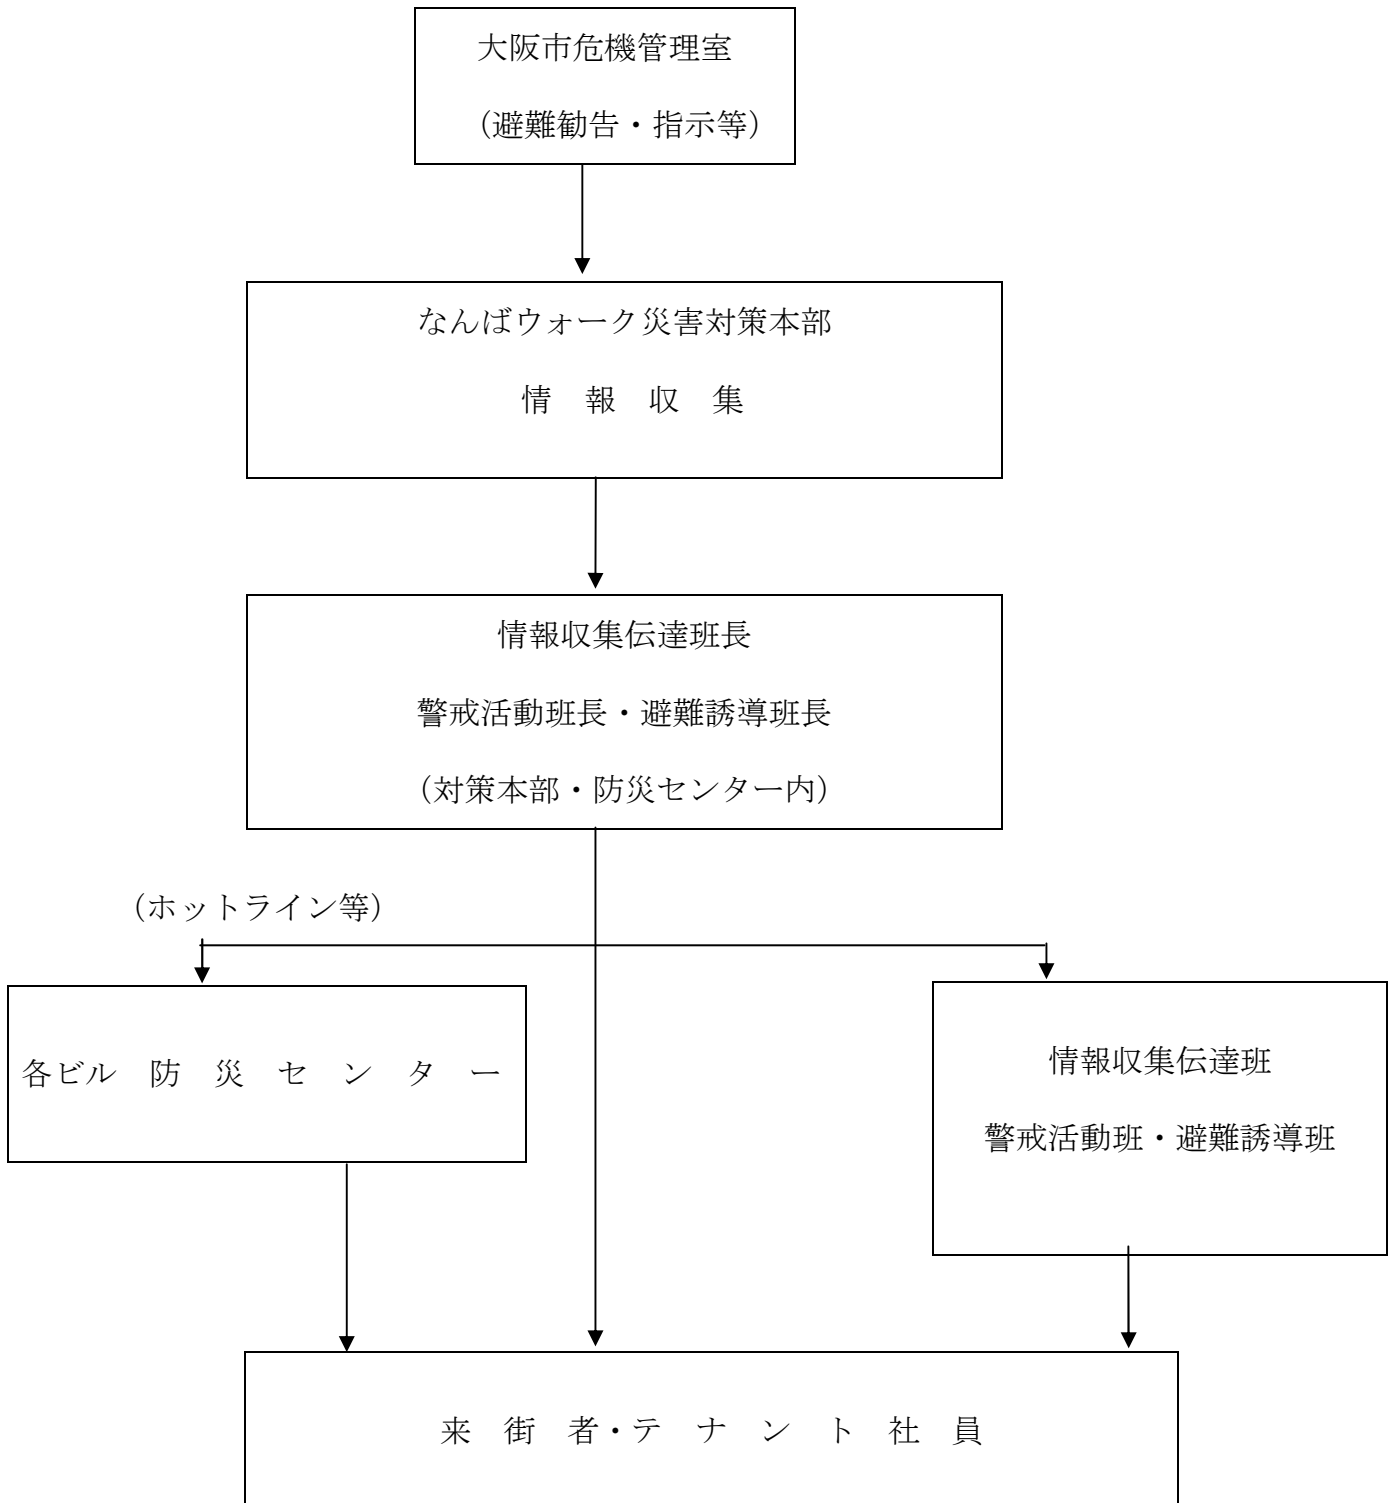 大阪市危機管理室
（避難勧告・指示等）
なんばウォーク災害対策本部
情　報　収　集
情報収集伝達班長
警戒活動班長・避難誘導班長
（対策本部・防災センター内）
（ホットライン等）
各ビル　防　災　セ　ン　タ　ー
情報収集伝達班
警戒活動班・避難誘導班
来　街　者・テ　ナ　ン　ト　社　員